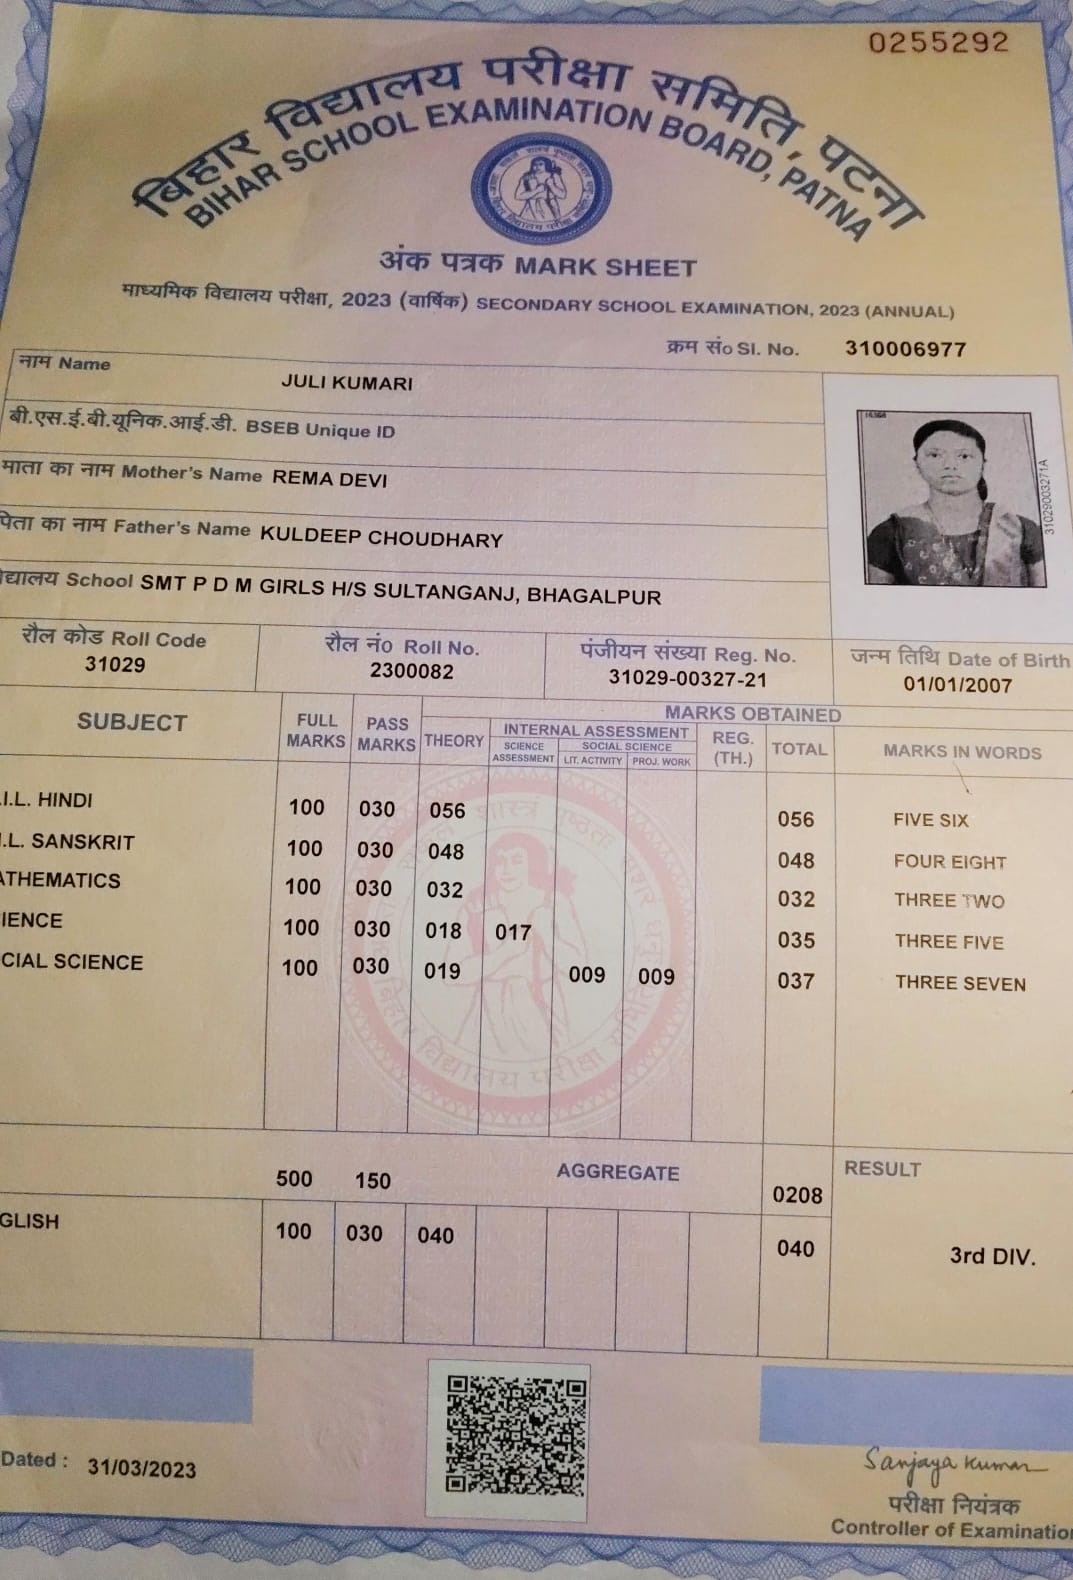 0255292
बिहार विद्यालय परीक्षा समिति, पटना
BIHAR SCHOOL EXAMINATION BOARD, PATNA
अंक पत्रक MARK SHEET
माध्यमिक विद्यालय परीक्षा, 2023 (वार्षिक) SECONDARY SCHOOL EXAMINATION, 2023 (ANNUAL)
क्रम संo Sl. No. 310006977
नाम Name JULI KUMARI
बी.एस.ई.बी.यूनिक.आई.डी. BSEB Unique ID
माता का नाम Mother's Name REMA DEVI
पिता का नाम Father's Name KULDEEP CHOUDHARY
द्यालय School SMT P D M GIRLS H/S SULTANGANJ, BHAGALPUR
31029003271A
रौल कोड Roll Code रौल नंo Roll No. पंजीयन संख्या Reg. No. जन्म तिथि Date of Birth
31029 2300082 31029-00327-21 01/01/2007
SUBJECT FULL MARKS PASS MARKS MARKS OBTAINED
THEORY INTERNAL ASSESSMENT REG. (TH.) TOTAL MARKS IN WORDS
SCIENCE ASSESSMENT SOCIAL SCIENCE
LIT. ACTIVITY PROJ. WORK
.I.L. HINDI 100 030 056 056 FIVE SIX
.L. SANSKRIT 100 030 048 048 FOUR EIGHT
ATHEMATICS 100 030 032 032 THREE TWO
IENCE 100 030 018 017 035 THREE FIVE
CIAL SCIENCE 100 030 019 009 009 037 THREE SEVEN
बिहार विद्यालय परीक्षा समिति
500 150 AGGREGATE 0208 RESULT
GLISH 100 030 040 040 3rd DIV.
Dated : 31/03/2023
Sanjaya Kumar
परीक्षा नियंत्रक
Controller of Examinatio